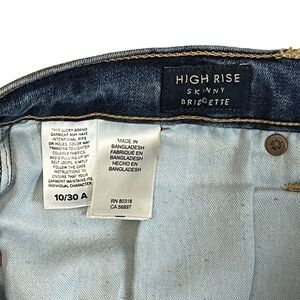 HIGH RISE
SKINNY
BRIDGETTE
THIS LUCKY BRAND
GARMENT MAY HAVE
INTENTIONAL RIPS
OR HOLES. COLOR MAY
TRANSFER TO LIGHTER
COLORED FABRICS.
AVOID PULLING UP BY
BELT LOOPS. PLEASE
FOLLOW THE CARE
INSTRUCTIONS TO
ENSURE THAT YOUR
GARMENT MAINTAINS ITS
INDIVIDUAL CHARACTER.
10/30 A
MADE IN
BANGLADESH
FABRIQUÉ EN
BANGLADESH
HECHO EN
BANGLADESH
RN 80318
CA 56897